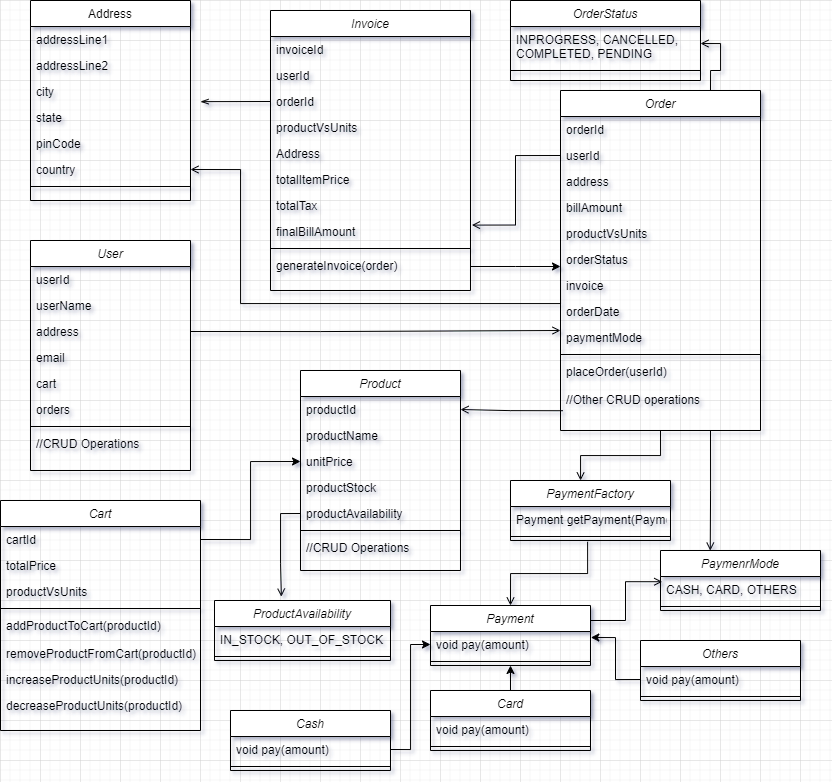 Address
addressLine1
addressLine2
city
state
pinCode
country
Invoice
invoiceId
userId
orderId
productVsUnits
Address
totalItemPrice
totalTax
finalBillAmount
generateInvoice(order)
OrderStatus
INPROGRESS, CANCELLED,
COMPLETED, PENDING
Order
orderId
userId
address
billAmount
productVsUnits
orderStatus
invoice
orderDate
paymentMode
placeOrder(userId)
//Other CRUD operations
User
userId
userName
address
email
cart
orders
//CRUD Operations
Product
productId
productName
unitPrice
productStock
productAvailability
//CRUD Operations
Cart
cartId
totalPrice
productVsUnits
addProductToCart(productId)
removeProductFromCart(productId)
increaseProductUnits(productId)
decreaseProductUnits(productId)
ProductAvailability
IN_STOCK, OUT_OF_STOCK
PaymentFactory
Payment getPayment(Paym
PaymenrMode
CASH, CARD, OTHERS
Payment
void pay(amount)
Others
void pay(amount)
Card
void pay(amount)
Cash
void pay(amount)